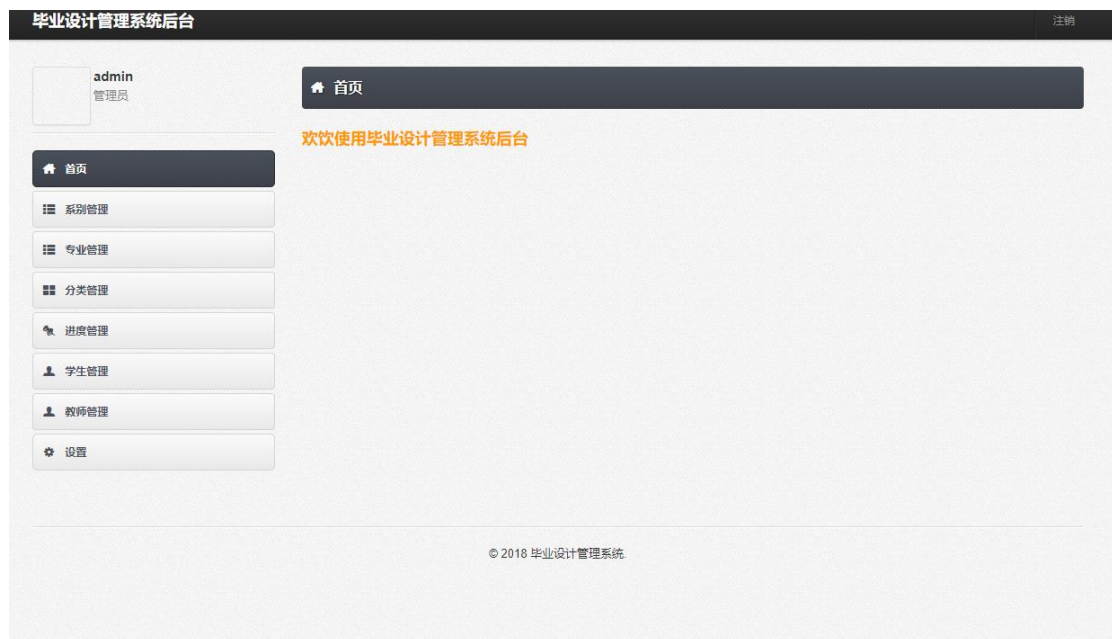 毕业设计管理系统后台
注销
admin
管理员
首页
欢饮使用毕业设计管理系统后台
首页
系别管理
专业管理
分类管理
进度管理
学生管理
教师管理
设置
© 2018 毕业设计管理系统.